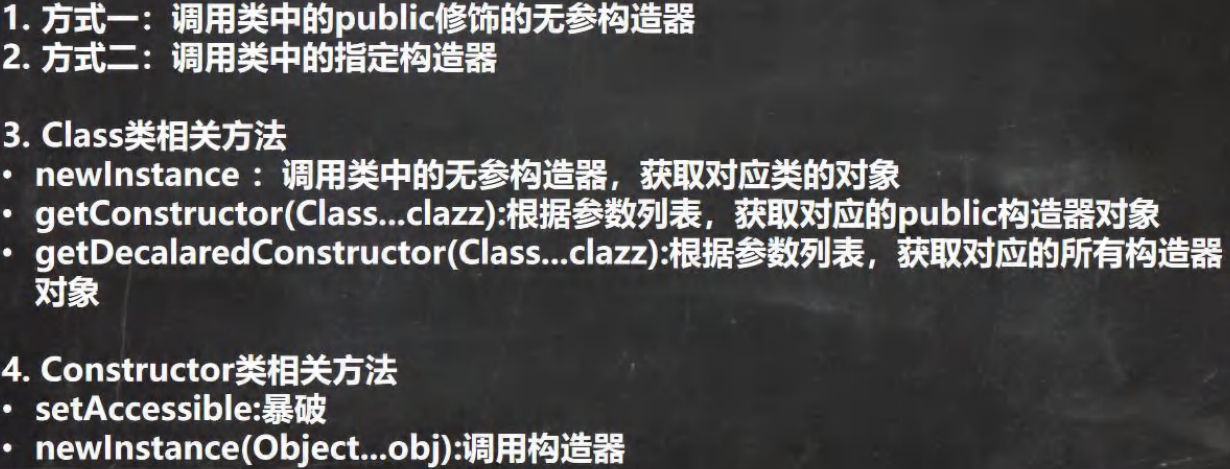 1. 方式一：调用类中的public修饰的无参构造器
2. 方式二：调用类中的指定构造器
3. Class类相关方法
• newInstance ：调用类中的无参构造器，获取对应类的对象
• getConstructor(Class...clazz):根据参数列表，获取对应的public构造器对象
• getDecalaredConstructor(Class...clazz):根据参数列表，获取对应的所有构造器
对象
4. Constructor类相关方法
• setAccessible:暴破
• newInstance(Object...obj):调用构造器